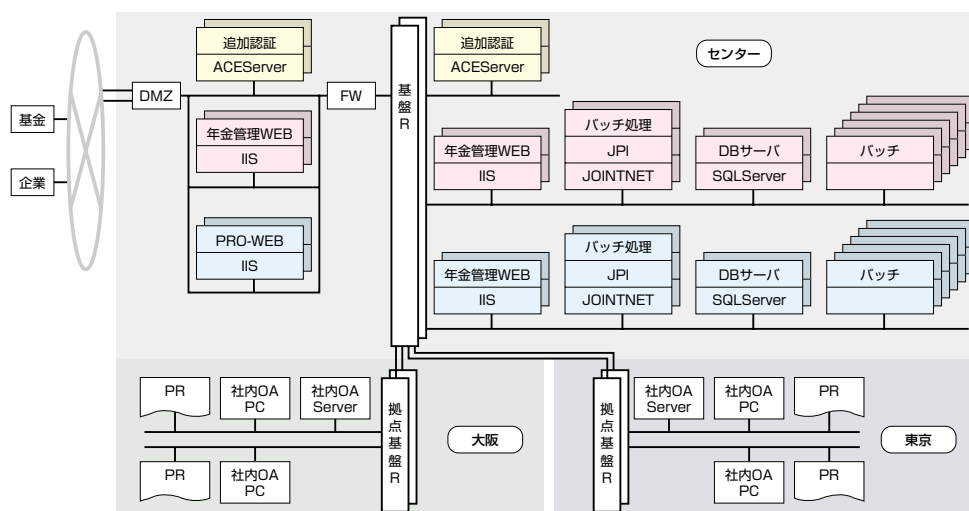 追加認証
ACEServer
追加認証
ACEServer
センター
DMZ
FW
基盤R
基金
企業
年金管理WEB
IIS
年金管理WEB
IIS
バッチ処理
JPI
JOINTNET
DBサーバ
SQLServer
バッチ
PRO-WEB
IIS
年金管理WEB
IIS
バッチ処理
JPI
JOINTNET
DBサーバ
SQLServer
バッチ
PR
社内OA
PC
社内OA
Server
拠点基盤R
大阪
PR
社内OA
PC
拠点基盤R
社内OA
Server
社内OA
PC
PR
東京
社内OA
PC
PR